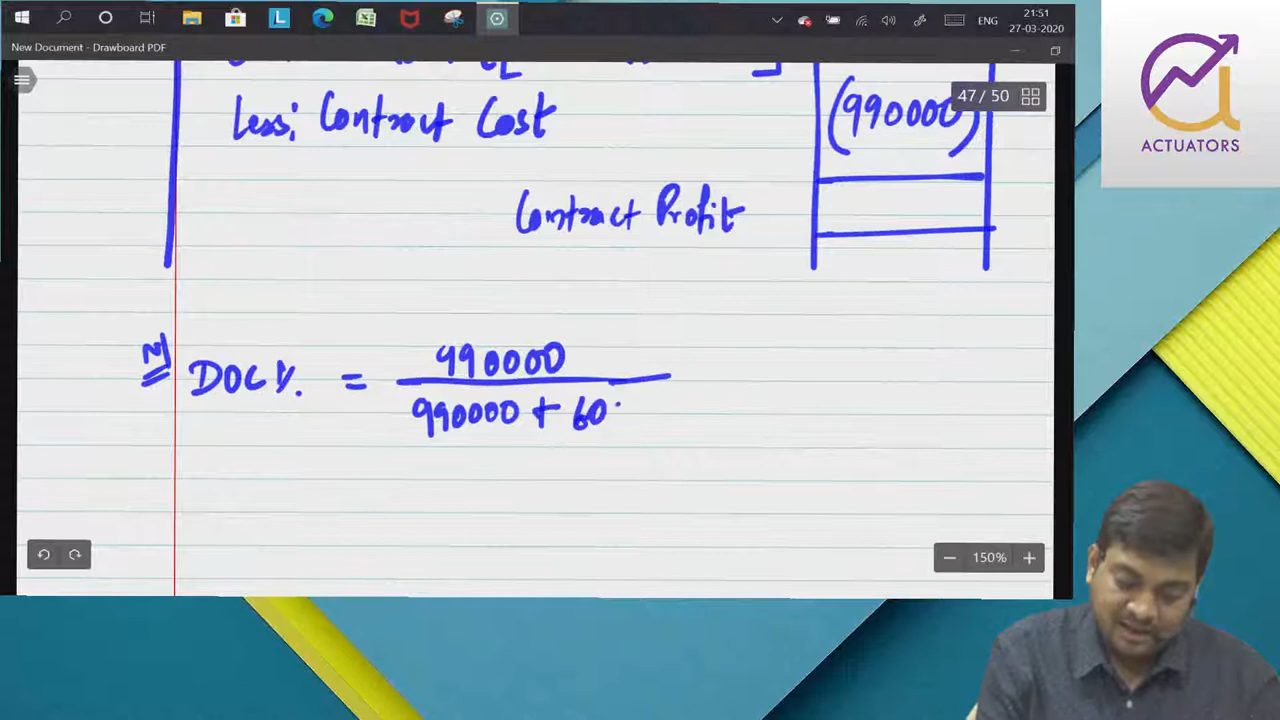 21:51
ENG
27-03-2020
New Document - Drawboard PDF
47 / 50
Less: Contract Cost
(990000)
Contract Profit
ACTUATORS
N
DOC %. = 990000
990000 + 60
150%